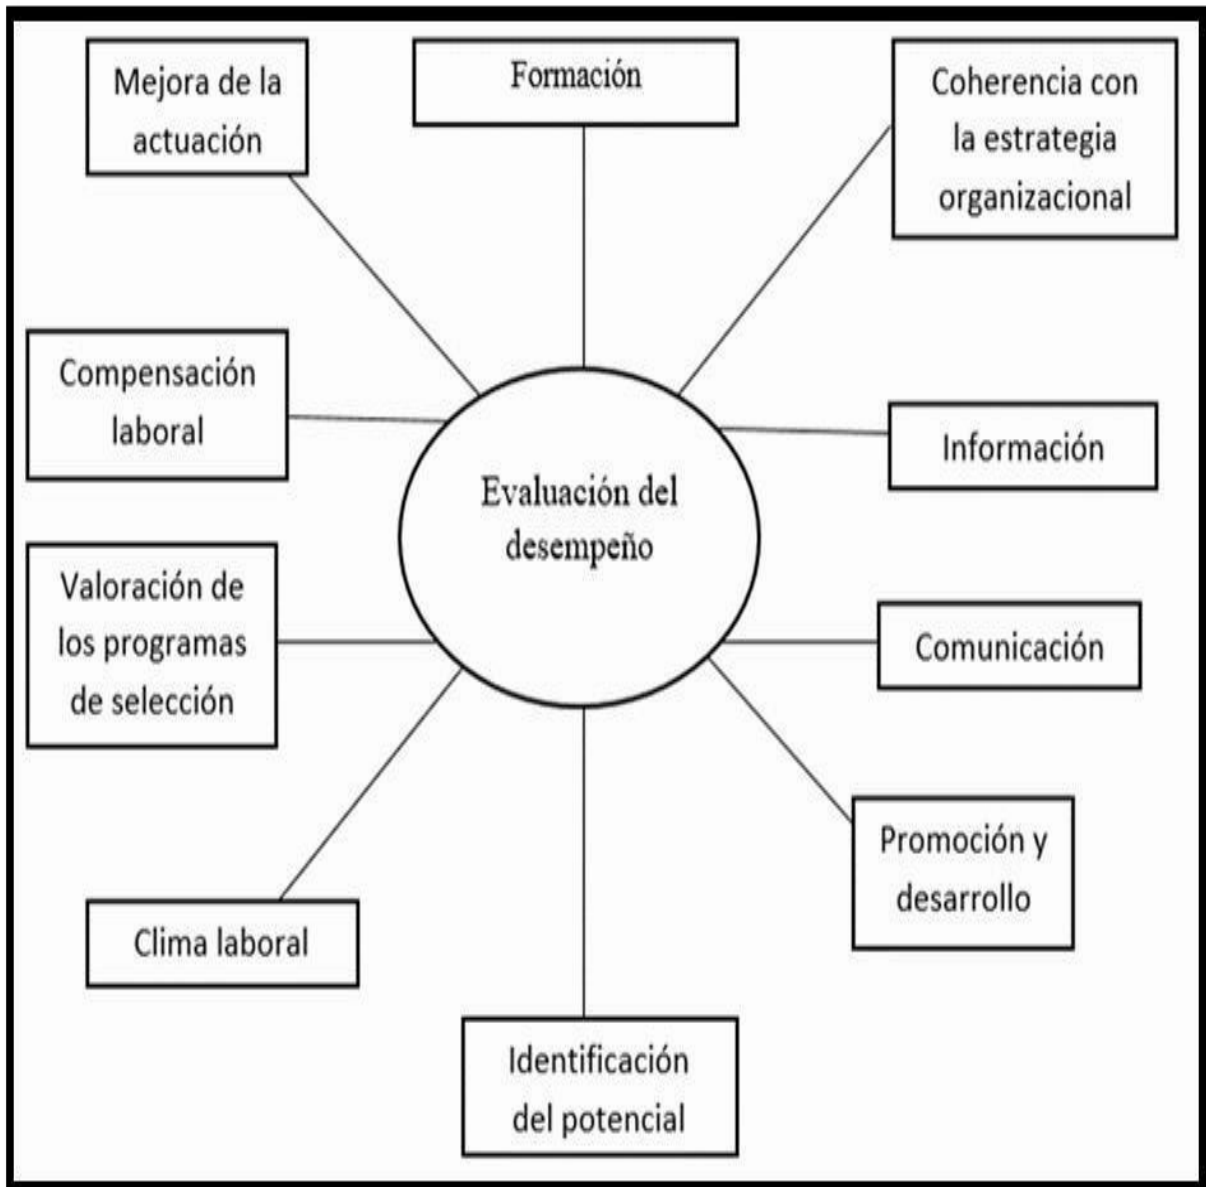 Mejora de la
actuación
Formación
Coherencia con
la estrategia
organizacional
Compensación
laboral
Información
Evaluación del
desempeño
Valoración de
los programas
de selección
Comunicación
Promoción y
desarrollo
Clima laboral
Identificación
del potencial